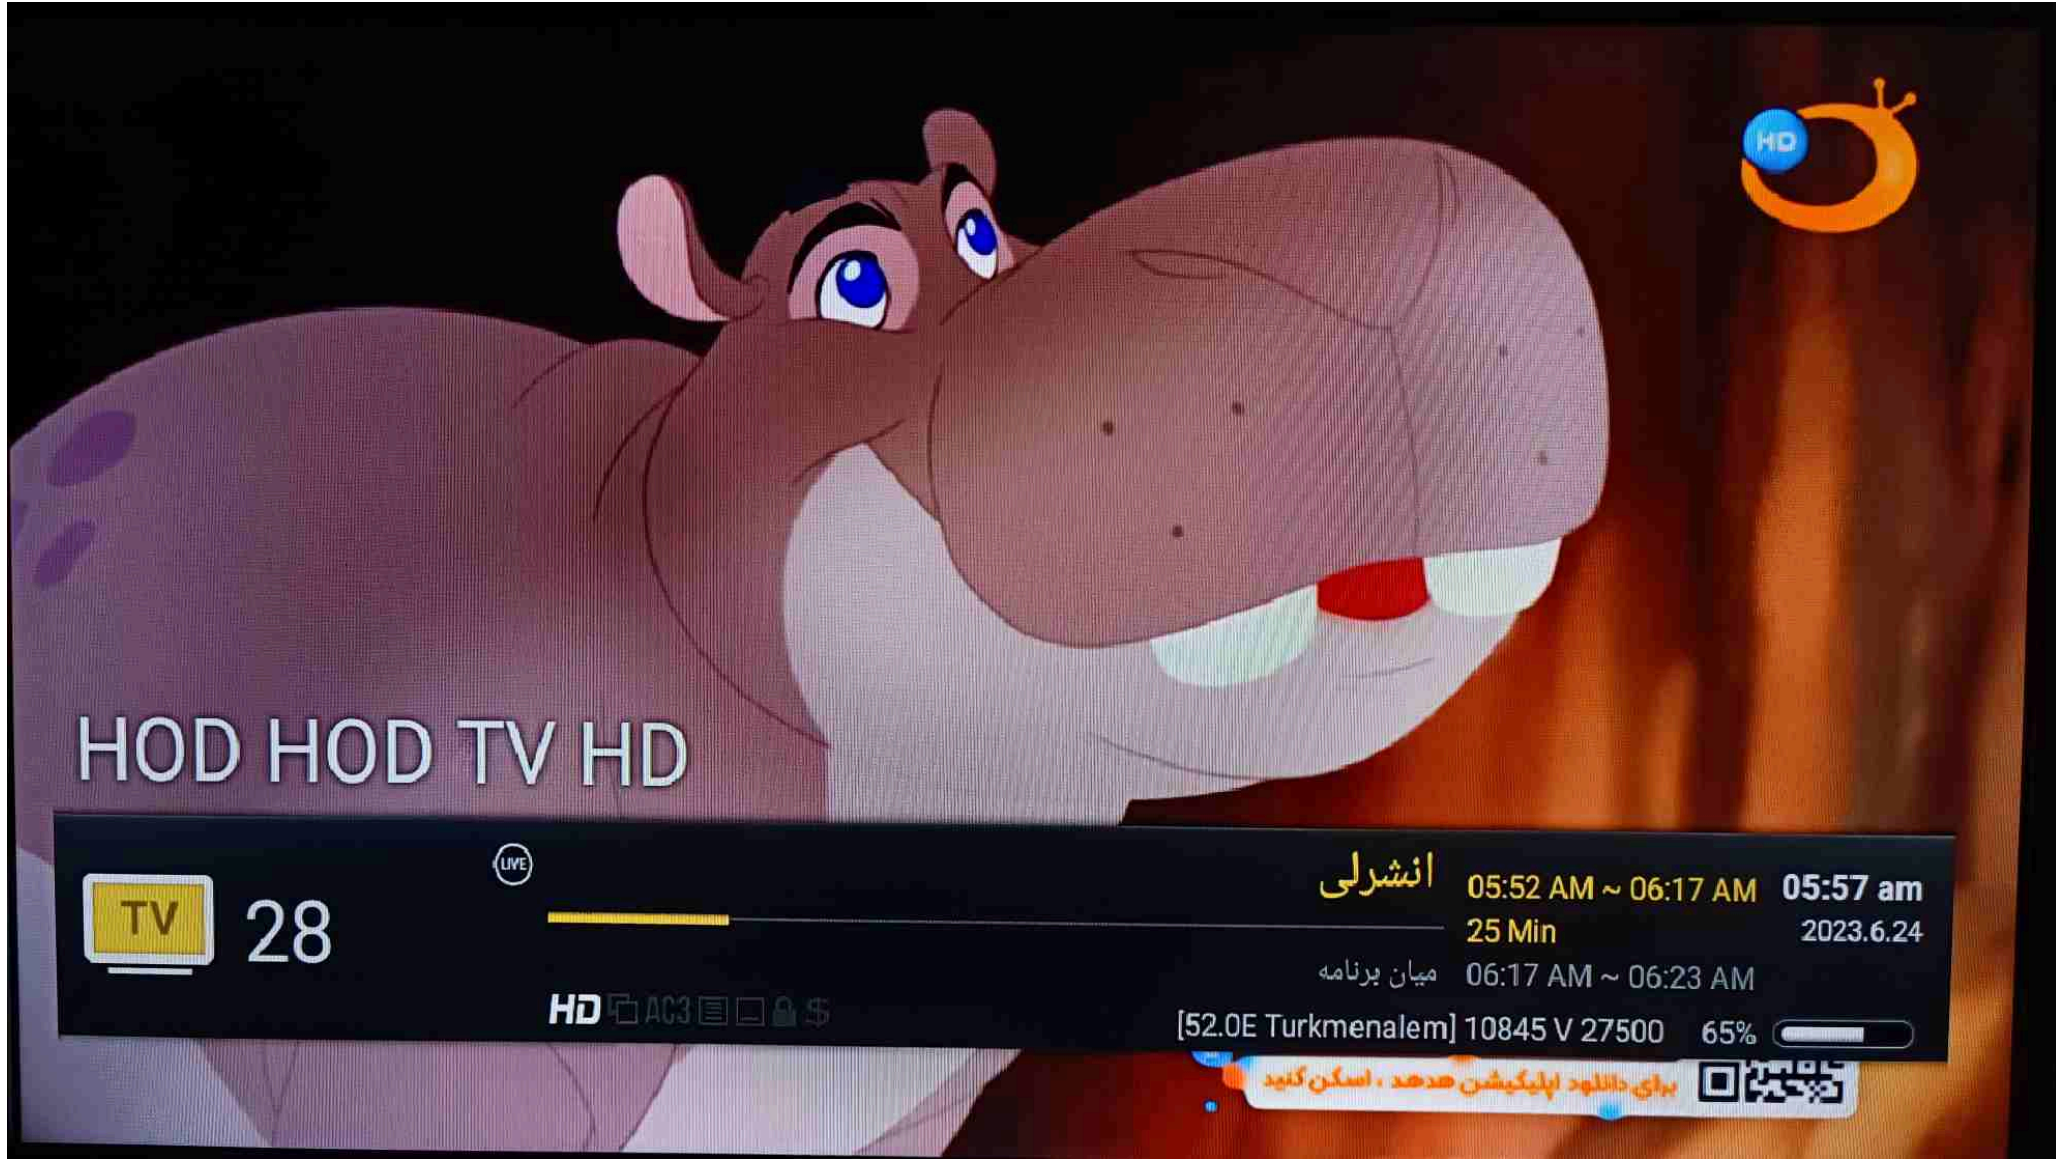 HD
HOD HOD TV HD
LIVE
TV
28
انشرلی
05:52 AM ~ 06:17 AM
05:57 am
25 Min
2023.6.24
میان برنامه
06:17 AM ~ 06:23 AM
HD AC3 $
[52.0E Turkmenalem] 10845 V 27500 65%
برای دانلود اپلیکیشن هدهد ، اسکن کنید